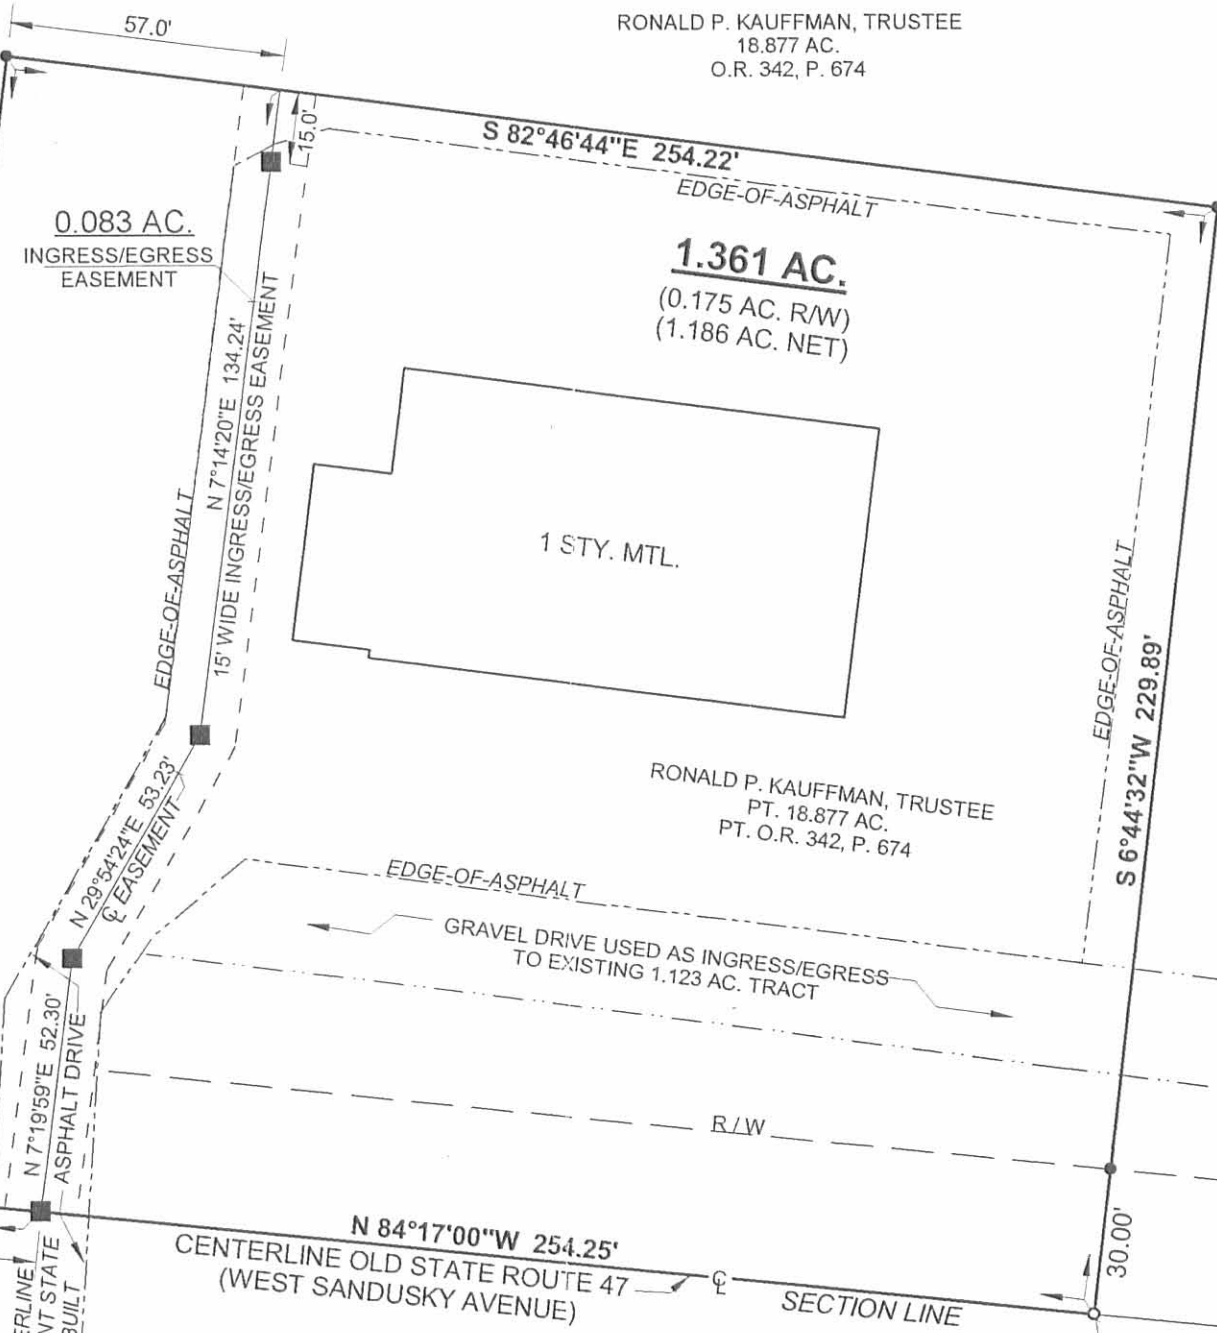 57.0'
RONALD P. KAUFFMAN, TRUSTEE
18.877 AC.
O.R. 342, P. 674
15.0'
S 82°46'44"E 254.22'
EDGE-OF-ASPHALT
0.083 AC.
INGRESS/EGRESS
EASEMENT
1.361 AC.
(0.175 AC. R/W)
(1.186 AC. NET)
N 7°14'20"E 134.24'
15' WIDE INGRESS/EGRESS EASEMENT
EDGE-OF-ASPHALT
1 STY. MTL.
EDGE-OF-ASPHALT
S 6°44'32"W 229.89'
RONALD P. KAUFFMAN, TRUSTEE
PT. 18.877 AC.
PT. O.R. 342, P. 674
N 29°54'24"E 53.23'
℄ EASEMENT
EDGE-OF-ASPHALT
GRAVEL DRIVE USED AS INGRESS/EGRESS
TO EXISTING 1.123 AC. TRACT
N 7°19'59"E 52.30'
ASPHALT DRIVE
R/W
30.00'
N 84°17'00"W 254.25'
CENTERLINE OLD STATE ROUTE 47
(WEST SANDUSKY AVENUE)
℄
SECTION LINE
ERLINE
NT STATE
BUILT